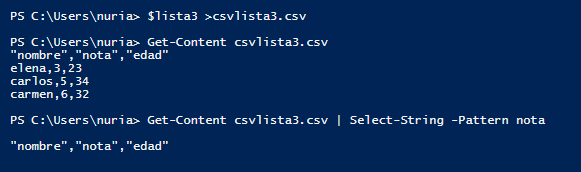 PS C:\Users\nuria> $lista3 >csvlista3.csv
PS C:\Users\nuria> Get-Content csvlista3.csv
"nombre","nota","edad"
elena,3,23
carlos,5,34
carmen,6,32
PS C:\Users\nuria> Get-Content csvlista3.csv | Select-String -Pattern nota
"nombre","nota","edad"